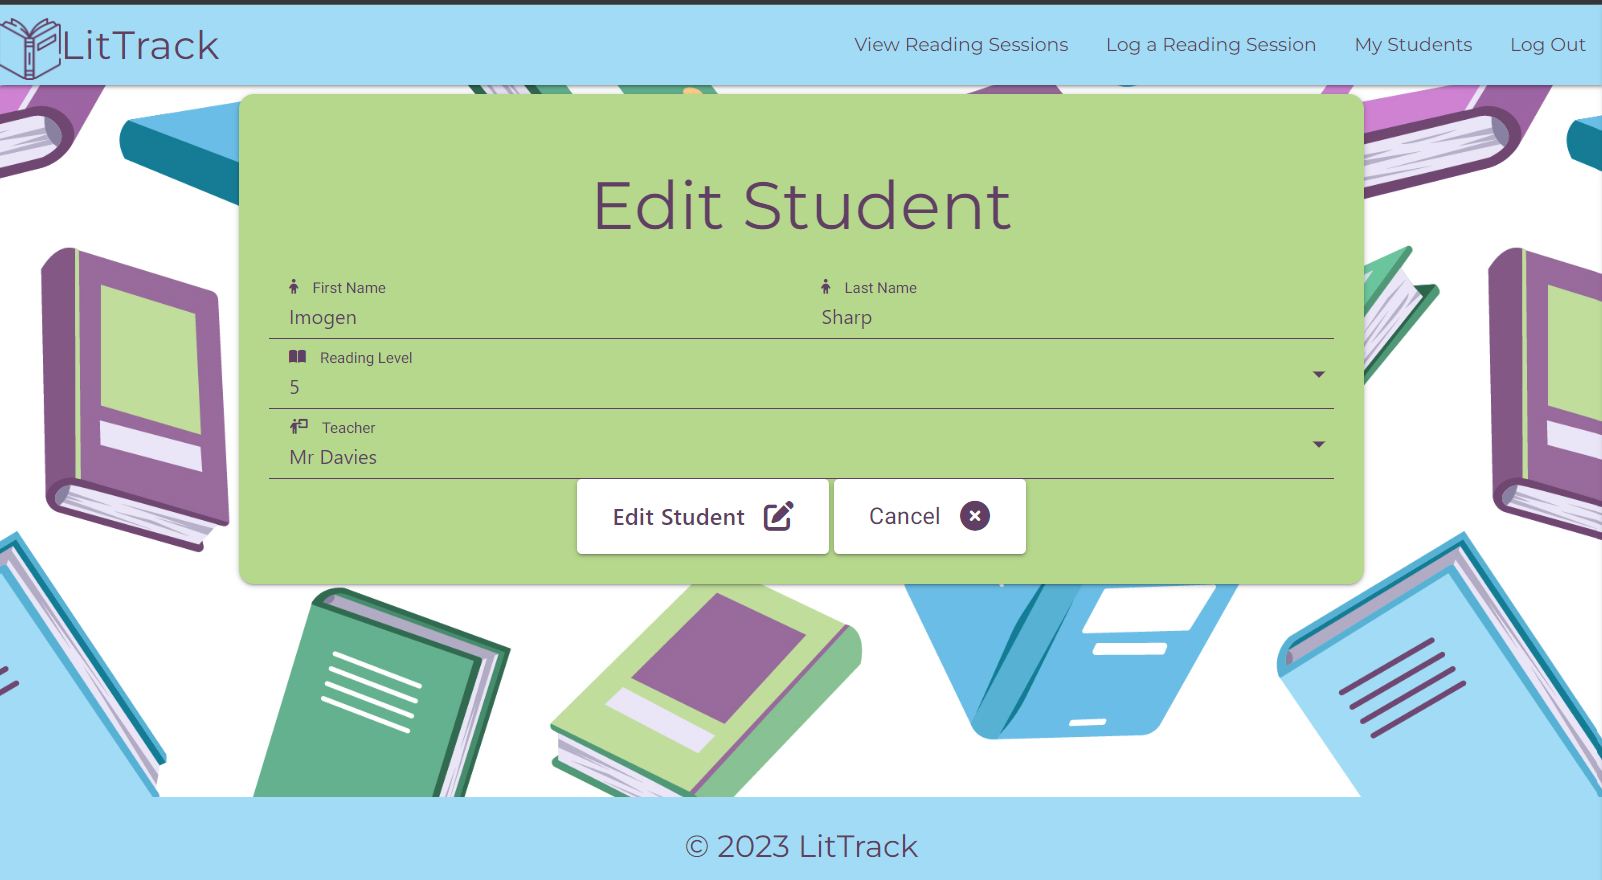 LitTrack
View Reading Sessions Log a Reading Session My Students Log Out
Edit Student
First Name Last Name
Imogen Sharp
Reading Level
5
Teacher
Mr Davies
Edit Student Cancel
© 2023 LitTrack